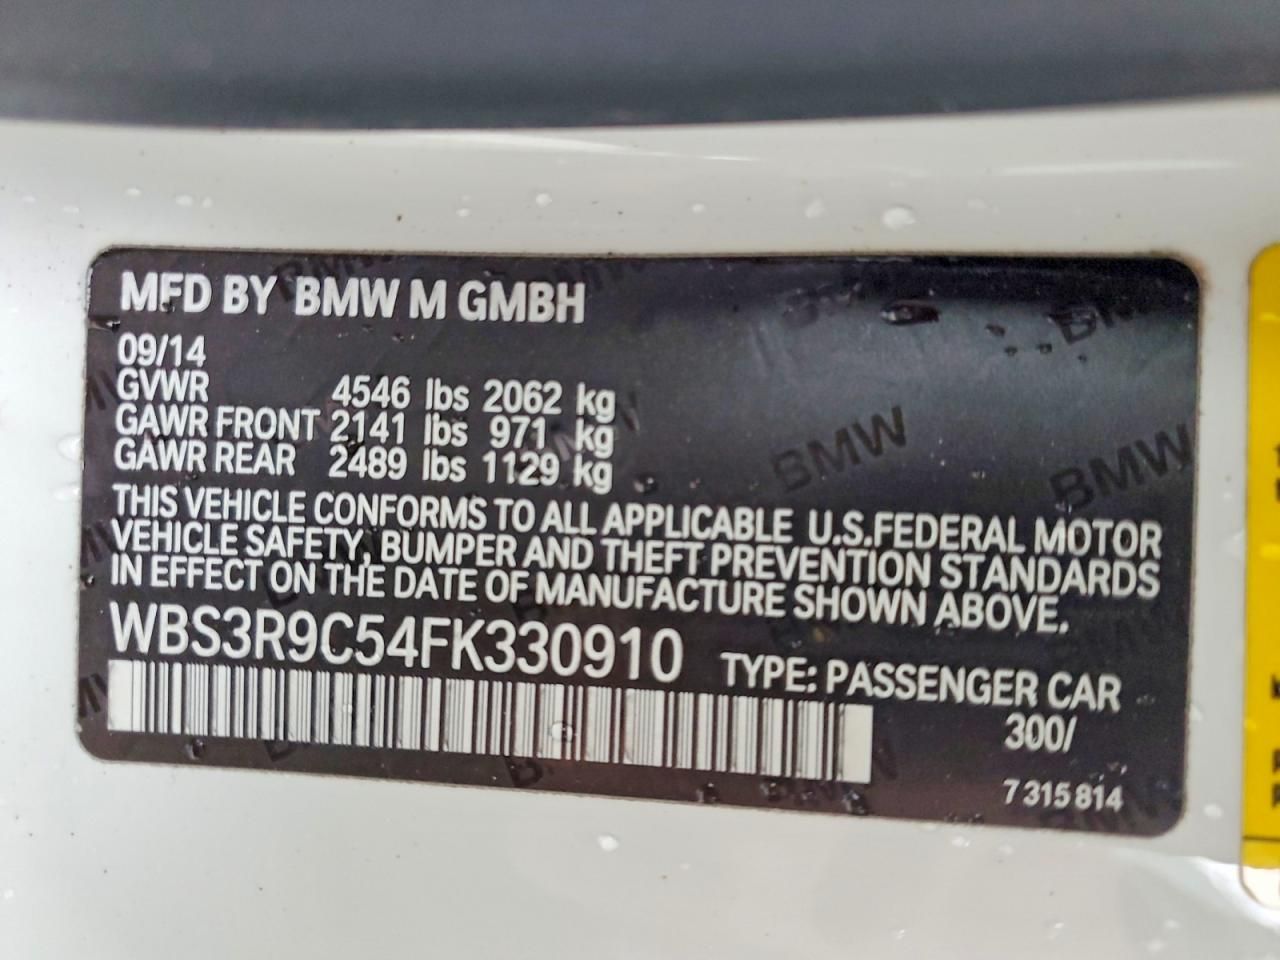 MFD BY BMW M GMBH
09/14
GVWR 4546 lbs 2062 kg
GAWR FRONT 2141 lbs 971 kg
GAWR REAR 2489 lbs 1129 kg
THIS VEHICLE CONFORMS TO ALL APPLICABLE U.S.FEDERAL MOTOR
VEHICLE SAFETY, BUMPER AND THEFT PREVENTION STANDARDS
IN EFFECT ON THE DATE OF MANUFACTURE SHOWN ABOVE.
WBS3R9C54FK330910 TYPE: PASSENGER CAR
300/
7 315 814